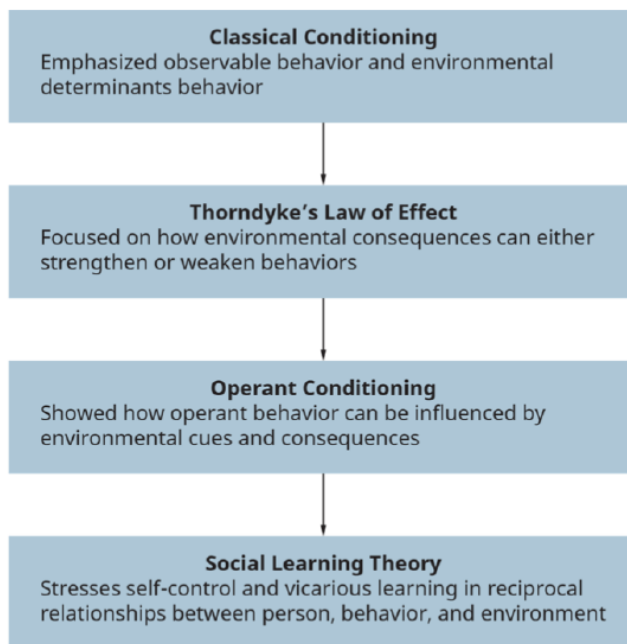 Classical Conditioning
Emphasized observable behavior and environmental
determinants behavior
Thorndyke’s Law of Effect
Focused on how environmental consequences can either
strengthen or weaken behaviors
Operant Conditioning
Showed how operant behavior can be influenced by
environmental cues and consequences
Social Learning Theory
Stresses self-control and vicarious learning in reciprocal
relationships between person, behavior, and environment